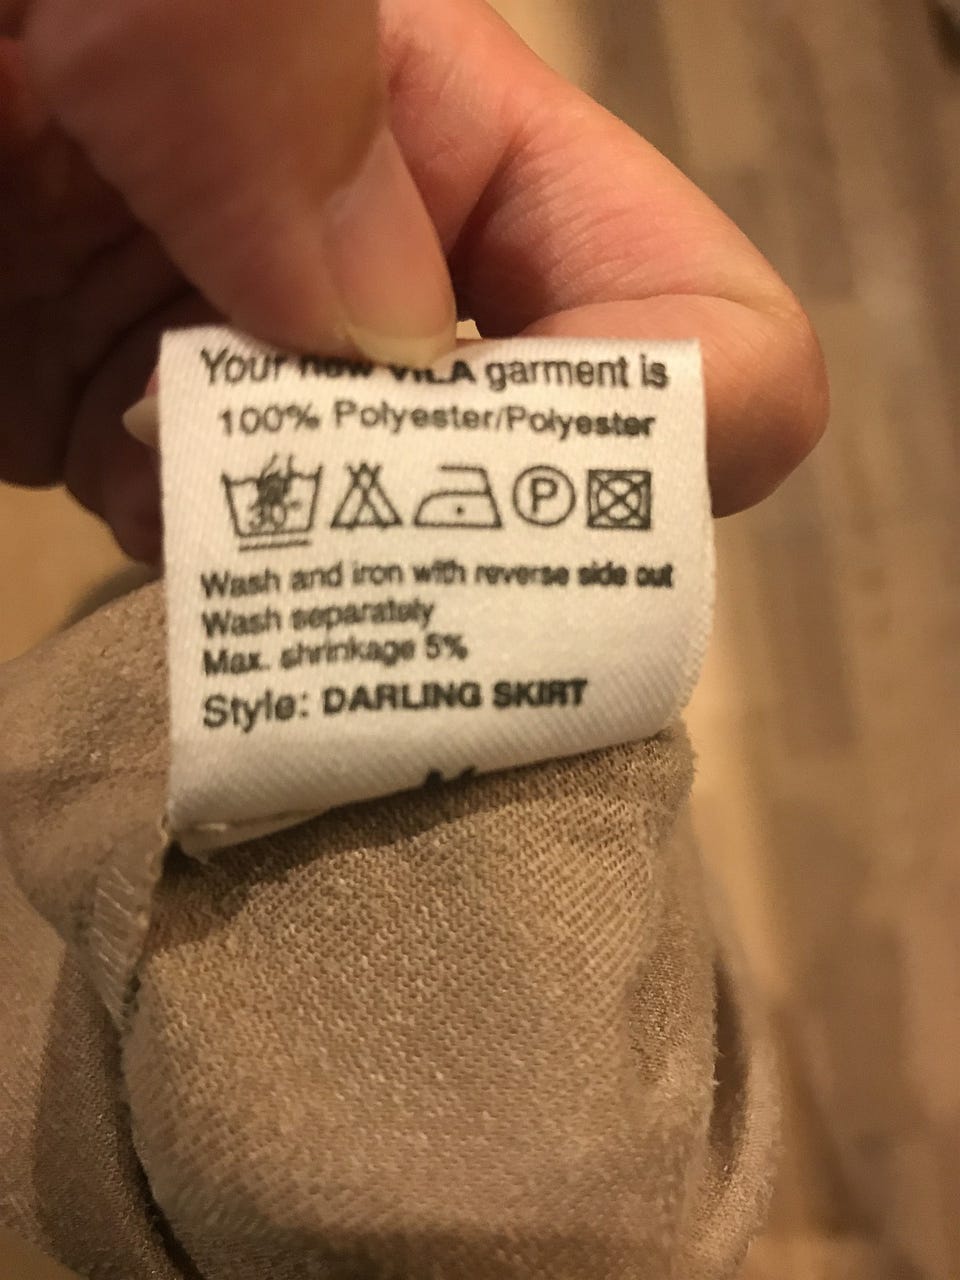 Your new VILA garment is
100% Polyester/Polyester
30° P
Wash and iron with reverse side out
Wash separately
Max. shrinkage 5%
Style: DARLING SKIRT